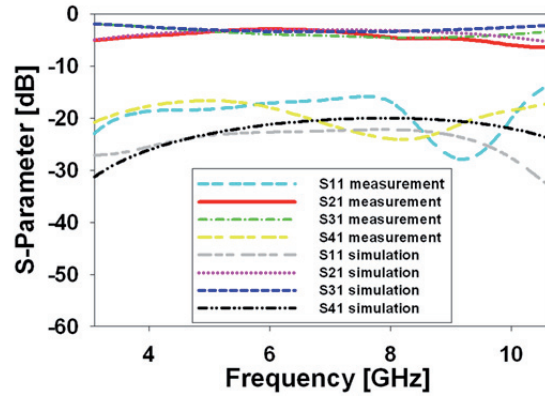 0
-10
-20
-30
-40
-50
-60
S-Parameter [dB]
S11 measurement
S21 measurement
S31 measurement
S41 measurement
S11 simulation
S21 simulation
S31 simulation
S41 simulation
4
6
8
10
Frequency [GHz]